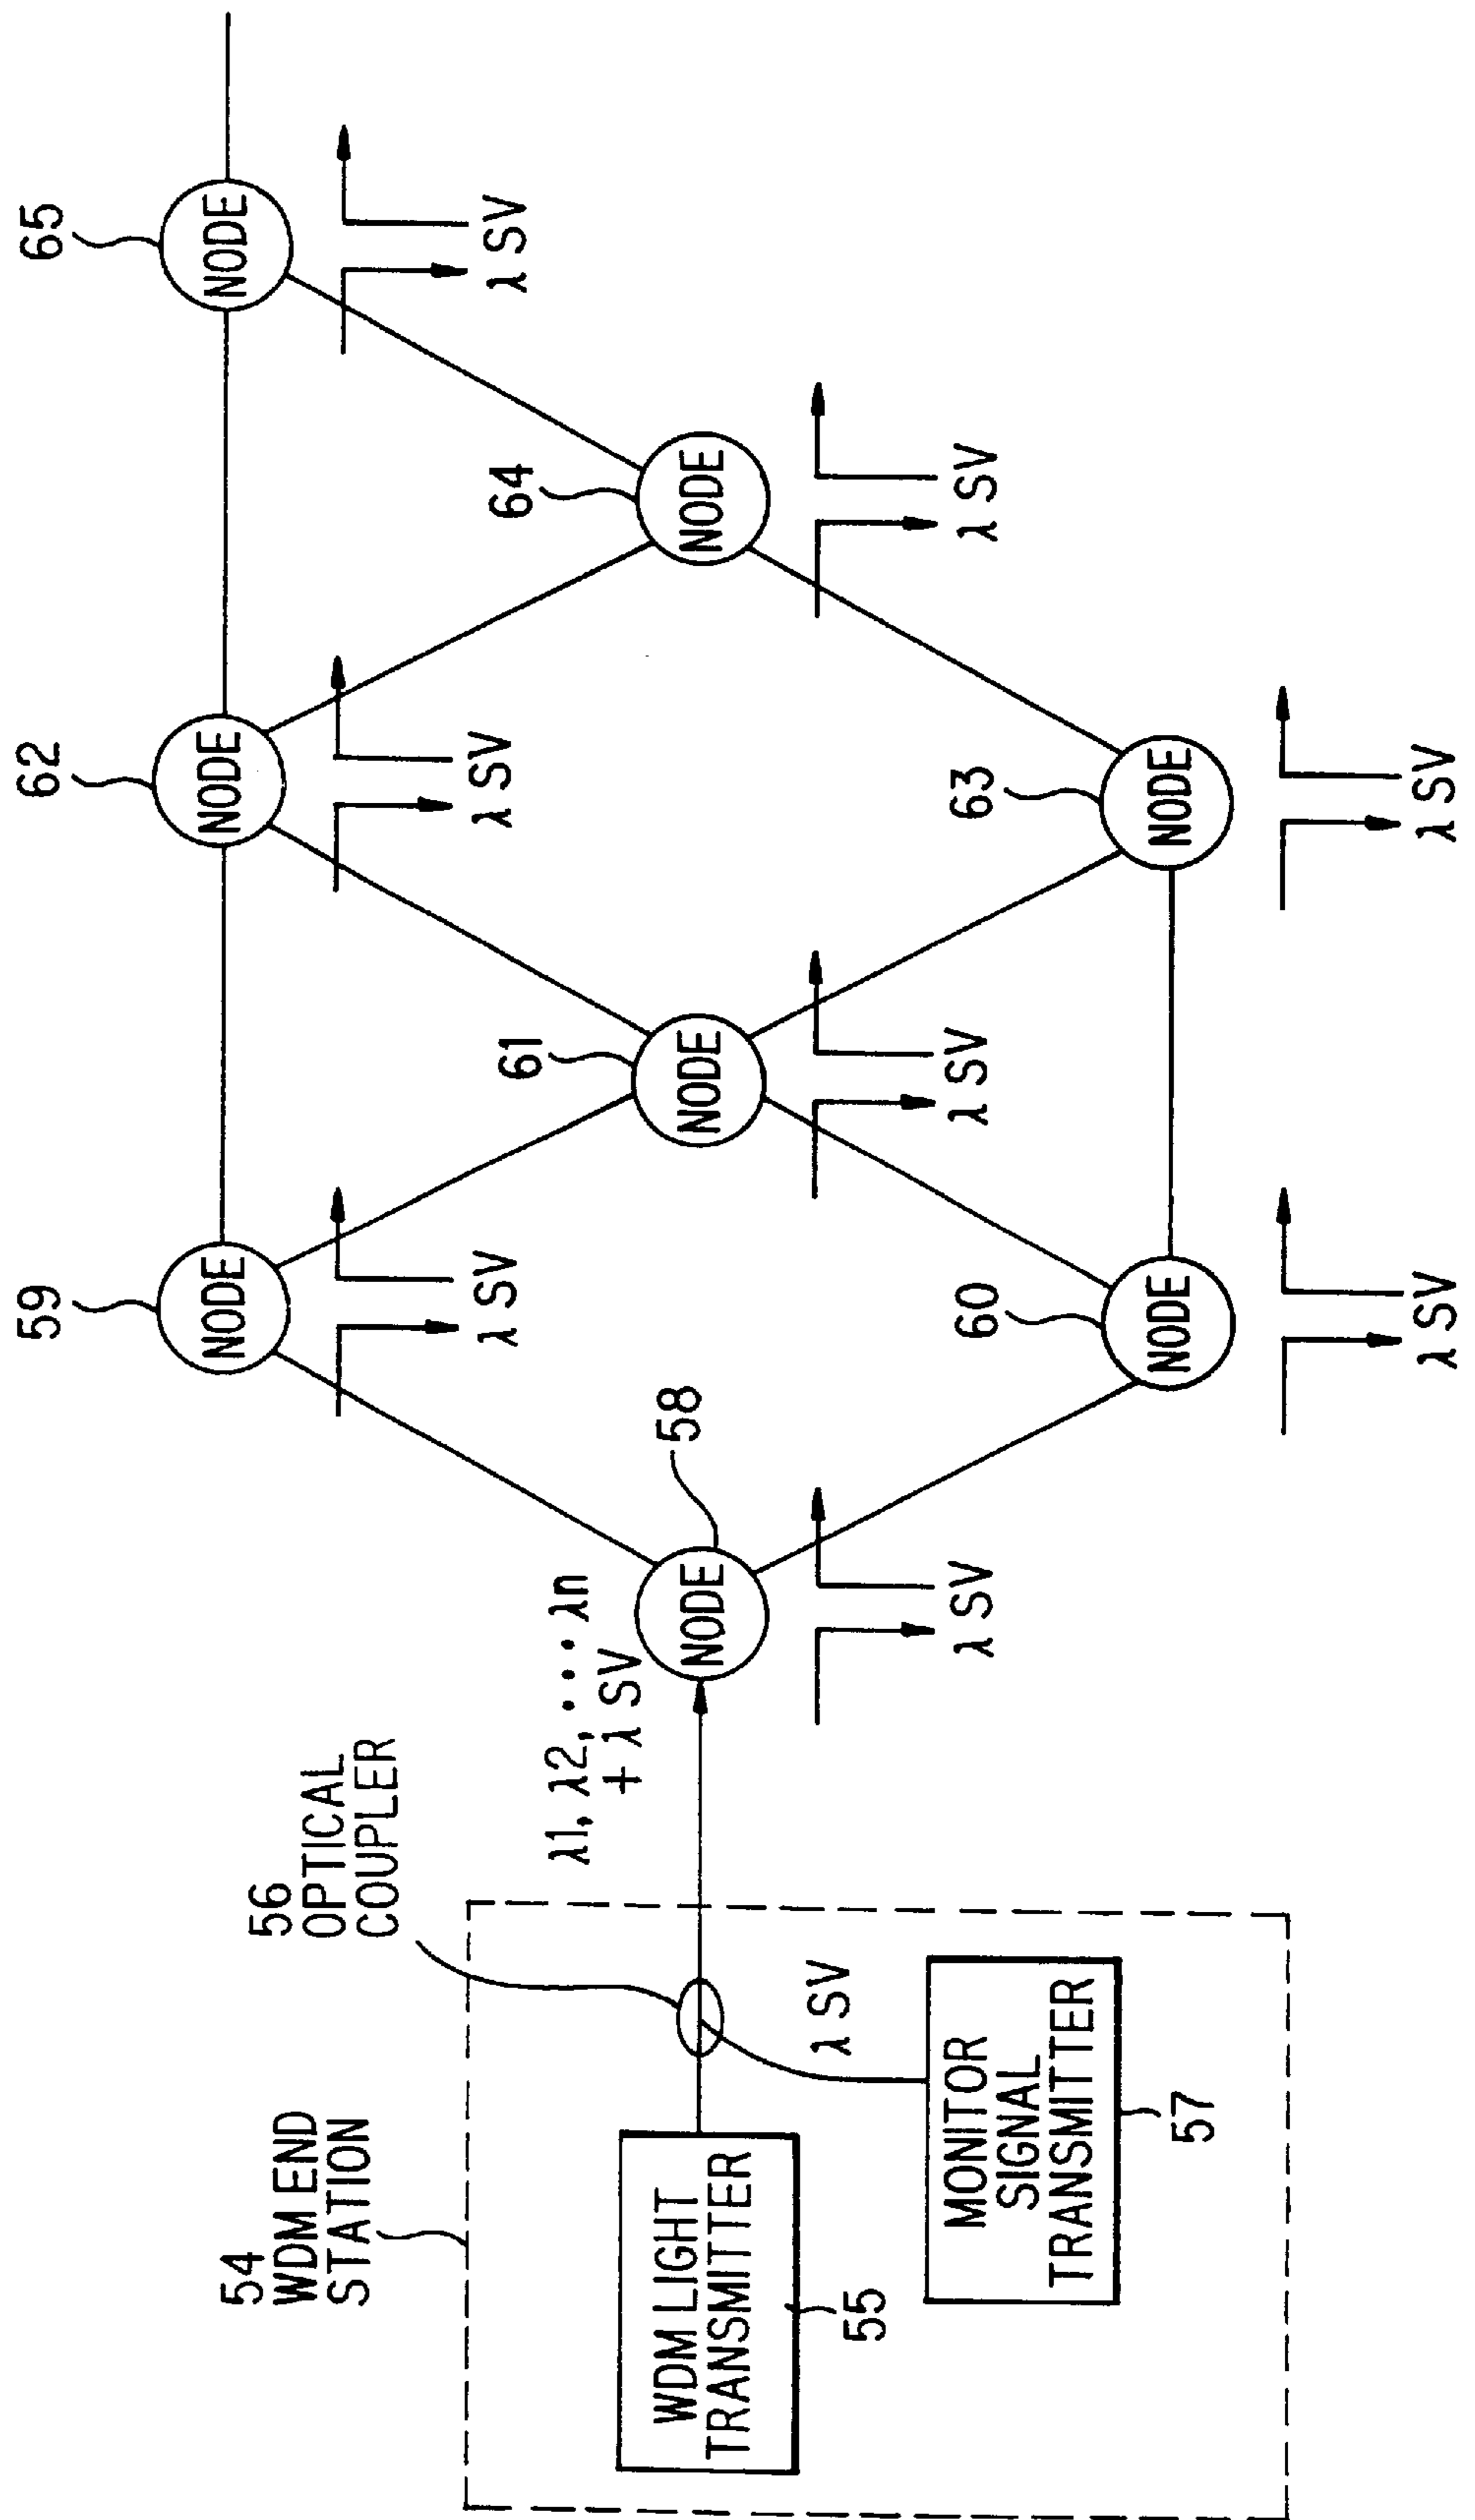 54
WDM END
STATION
WDM LIGHT
TRANSMITTER
55
MONITOR
SIGNAL
TRANSMITTER
57
56
OPTICAL
COUPLER
λ SV
λ1, λ2, ··· λn
+ λ SV
NODE
58
λ SV
59
NODE
λ SV
60
NODE
λ SV
61
NODE
λ SV
62
NODE
λ SV
63
NODE
λ SV
64
NODE
λ SV
65
NODE
λ SV